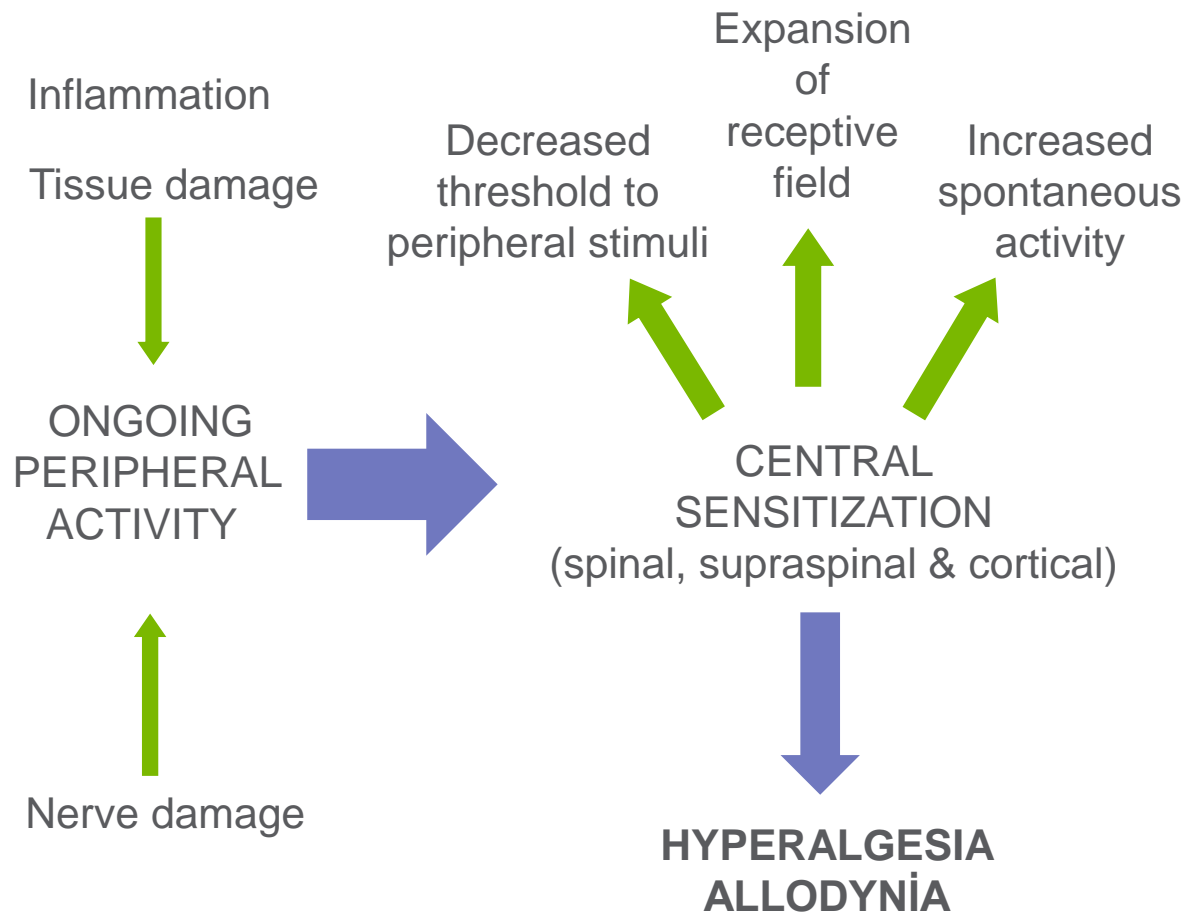 Inflammation
Tissue damage
ONGOING
PERIPHERAL
ACTIVITY
Nerve damage
Decreased
threshold to
peripheral stimuli
Expansion
of
receptive
field
Increased
spontaneous
activity
CENTRAL
SENSITIZATION
(spinal, supraspinal & cortical)
HYPERALGESIA
ALLODYNİA